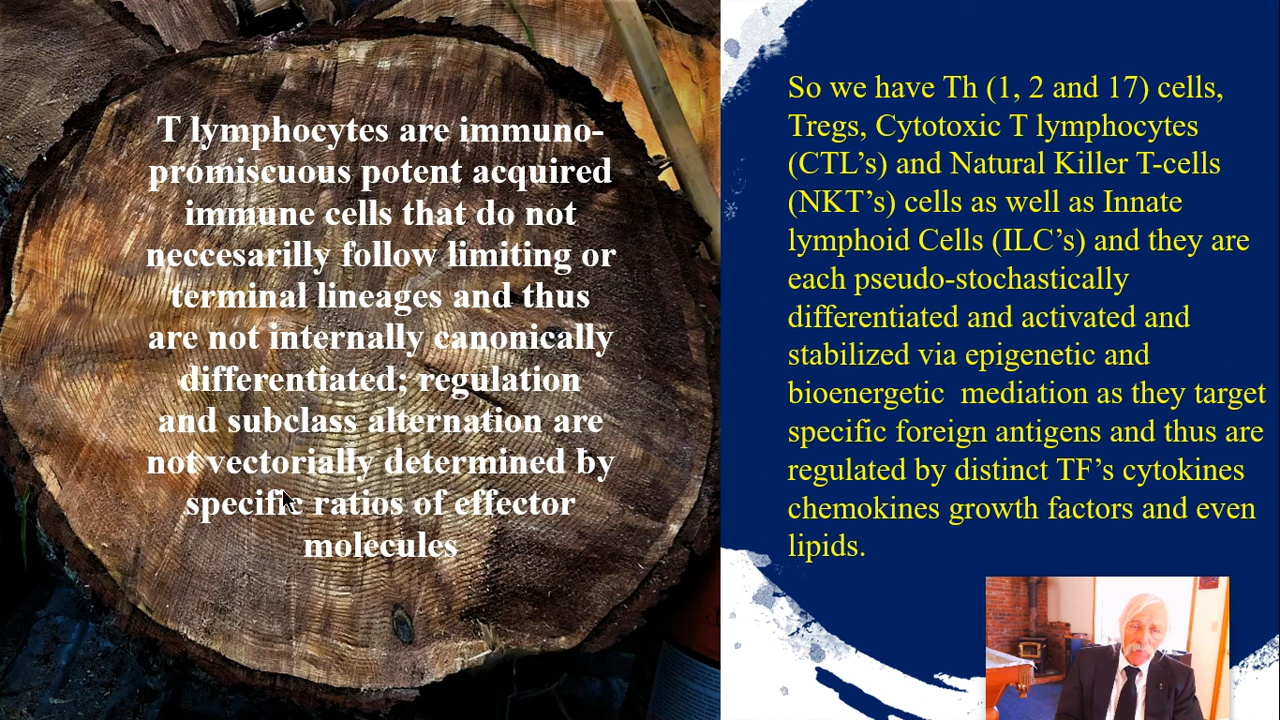 T lymphocytes are immuno-
promiscuous potent acquired
immune cells that do not
neccesarilly follow limiting or
terminal lineages and thus
are not internally canonically
differentiated; regulation
and subclass alternation are
not vectorially determined by
specific ratios of effector
molecules
So we have Th (1, 2 and 17) cells,
Tregs, Cytotoxic T lymphocytes
(CTL’s) and Natural Killer T-cells
(NKT’s) cells as well as Innate
lymphoid Cells (ILC’s) and they are
each pseudo-stochastically
differentiated and activated and
stabilized via epigenetic and
bioenergetic  mediation as they target
specific foreign antigens and thus are
regulated by distinct TF’s cytokines
chemokines growth factors and even
lipids.